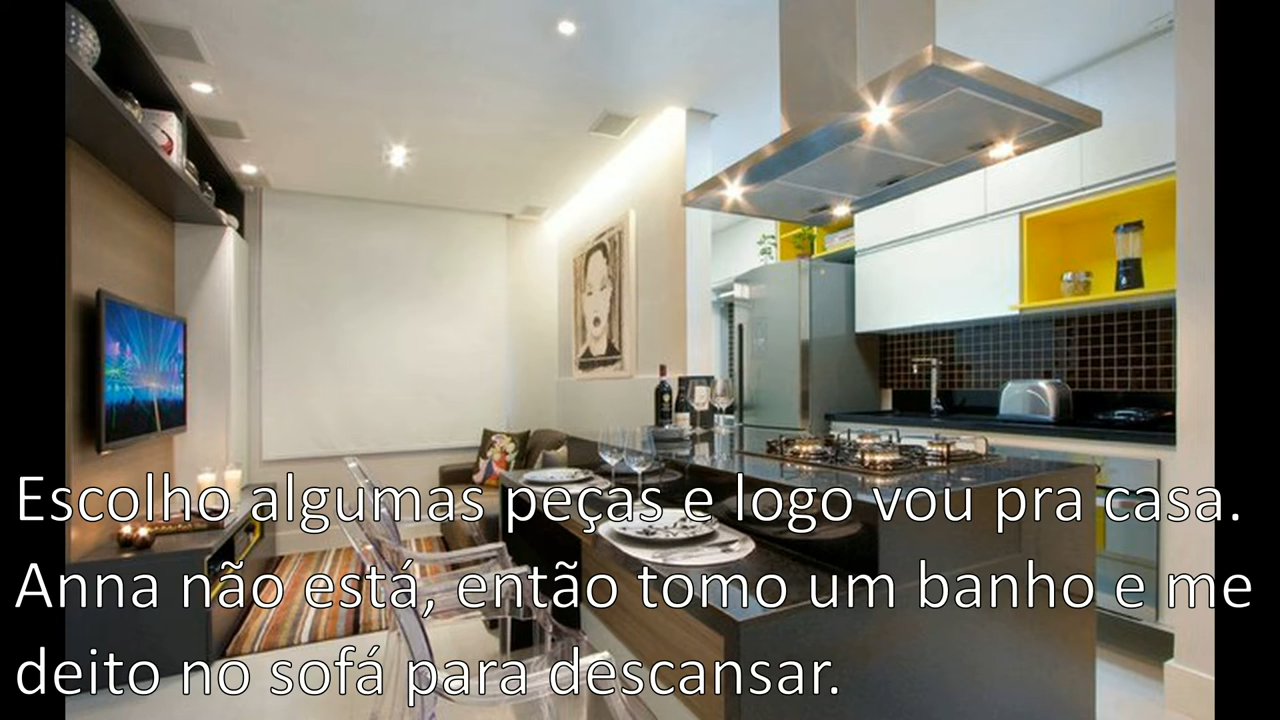 Escolho algumas peças e logo vou pra casa.
Anna não está, então tomo um banho e me
deito no sofá para descansar.